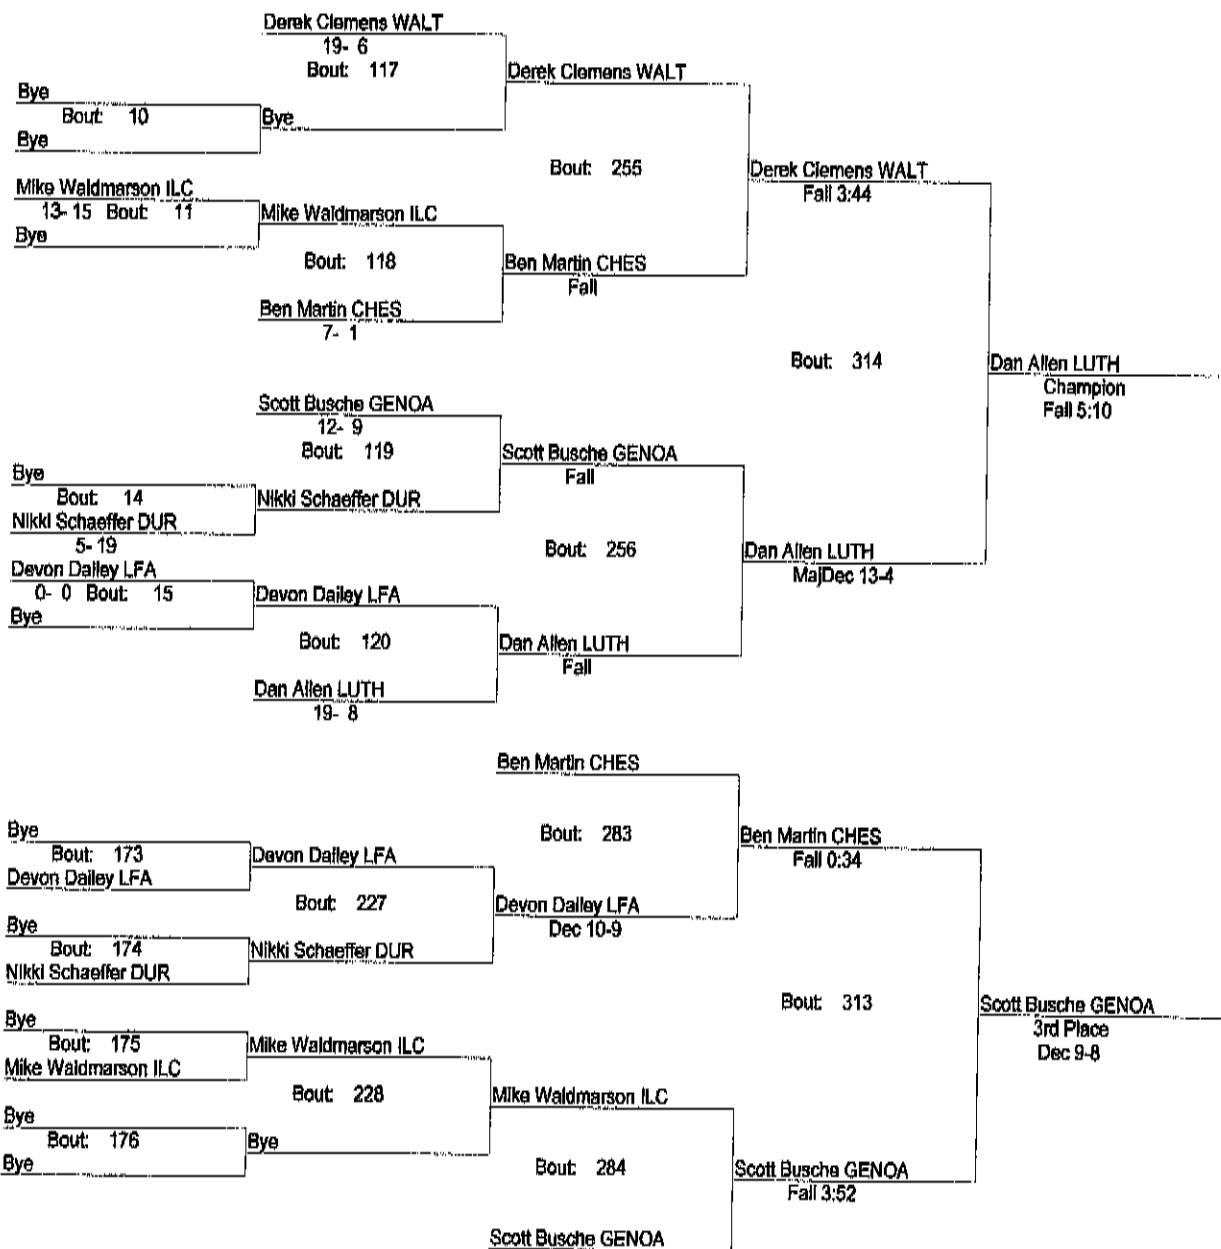 Derek Clemens WALT
19- 6
Bout: 117
Derek Clemens WALT
Bye
Bout: 10
Bye
Bye
Bout: 255
Derek Clemens WALT
Fall 3:44
Mike Waldmarson ILC
13- 15 Bout: 11
Mike Waldmarson ILC
Bye
Bout: 118
Ben Martin CHES
Fall
Ben Martin CHES
7- 1
Bout: 314
Dan Allen LUTH
Champion
Fall 5:10
Scott Busche GENOA
12- 9
Bout: 119
Scott Busche GENOA
Fall
Bye
Bout: 14
Nikki Schaeffer DUR
Nikki Schaeffer DUR
5- 19
Bout: 256
Dan Allen LUTH
MajDec 13-4
Devon Dailey LFA
0- 0 Bout: 15
Devon Dailey LFA
Bye
Bout: 120
Dan Allen LUTH
Fall
Dan Allen LUTH
19- 8
Ben Martin CHES
Bye
Bout: 173
Devon Dailey LFA
Devon Dailey LFA
Bout: 283
Ben Martin CHES
Fall 0:34
Bout: 227
Devon Dailey LFA
Dec 10-9
Bye
Bout: 174
Nikki Schaeffer DUR
Nikki Schaeffer DUR
Bout: 313
Scott Busche GENOA
3rd Place
Dec 9-8
Bye
Bout: 175
Mike Waldmarson ILC
Mike Waldmarson ILC
Bout: 228
Mike Waldmarson ILC
Bye
Bout: 176
Bye
Bye
Bout: 284
Scott Busche GENOA
Fall 3:52
Scott Busche GENOA